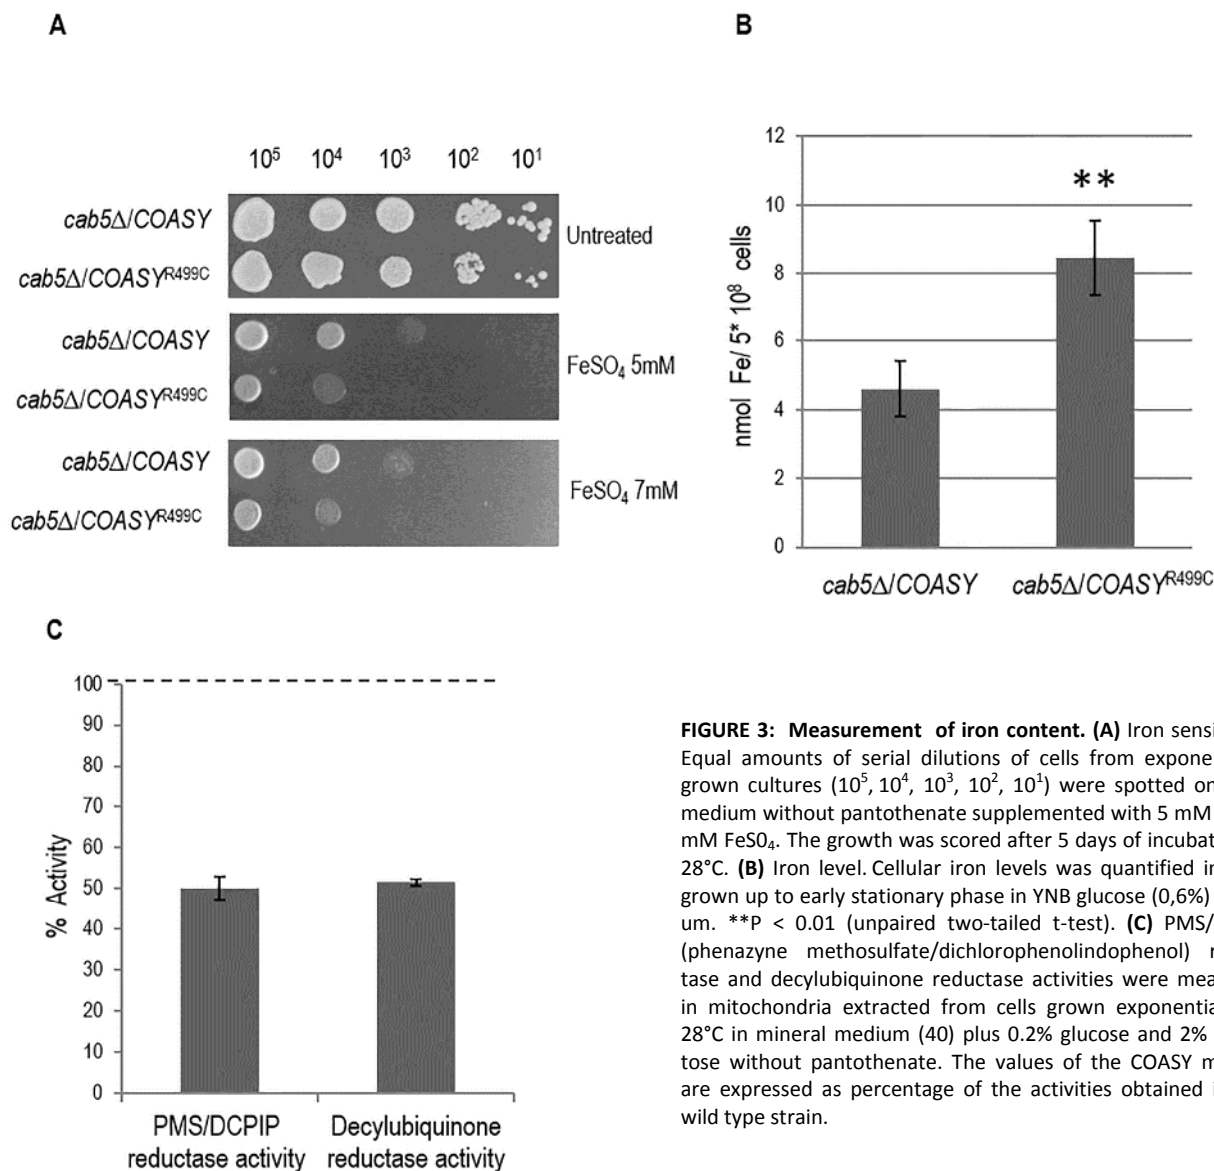 A
10⁵ 10⁴ 10³ 10² 10¹
cab5Δ/COASY
cab5Δ/COASYᴿ⁴⁹⁹ᶜ
Untreated
cab5Δ/COASY
cab5Δ/COASYᴿ⁴⁹⁹ᶜ
FeSO₄ 5mM
cab5Δ/COASY
cab5Δ/COASYᴿ⁴⁹⁹ᶜ
FeSO₄ 7mM
B
nmol Fe/ 5* 10⁸ cells
12
10
8
6
4
2
0
**
cab5Δ/COASY cab5Δ/COASYᴿ⁴⁹⁹ᶜ
C
% Activity
100
90
80
70
60
50
40
30
20
10
0
PMS/DCPIP
reductase activity
Decylubiquinone
reductase activity
FIGURE 3: Measurement of iron content. (A) Iron sensi
Equal amounts of serial dilutions of cells from expone
grown cultures (10⁵, 10⁴, 10³, 10², 10¹) were spotted on
medium without pantothenate supplemented with 5 mM
mM FeS0₄. The growth was scored after 5 days of incubat
28°C. (B) Iron level. Cellular iron levels was quantified i
grown up to early stationary phase in YNB glucose (0,6%)
um. **P < 0.01 (unpaired two-tailed t-test). (C) PMS/
(phenazyne methosulfate/dichlorophenolindophenol) r
tase and decylubiquinone reductase activities were mea
in mitochondria extracted from cells grown exponentia
28°C in mineral medium (40) plus 0.2% glucose and 2%
tose without pantothenate. The values of the COASY m
are expressed as percentage of the activities obtained i
wild type strain.